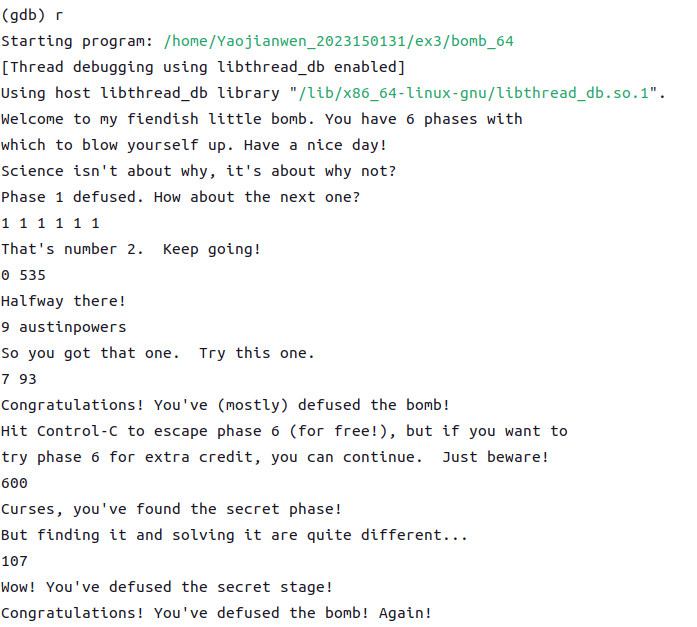 (gdb) r
Starting program: /home/Yaojianwen_2023150131/ex3/bomb_64
[Thread debugging using libthread_db enabled]
Using host libthread_db library "/lib/x86_64-linux-gnu/libthread_db.so.1".
Welcome to my fiendish little bomb. You have 6 phases with
which to blow yourself up. Have a nice day!
Science isn't about why, it's about why not?
Phase 1 defused. How about the next one?
1 1 1 1 1 1
That's number 2.  Keep going!
0 535
Halfway there!
9 austinpowers
So you got that one.  Try this one.
7 93
Congratulations! You've (mostly) defused the bomb!
Hit Control-C to escape phase 6 (for free!), but if you want to
try phase 6 for extra credit, you can continue.  Just beware!
600
Curses, you've found the secret phase!
But finding it and solving it are quite different...
107
Wow! You've defused the secret stage!
Congratulations! You've defused the bomb! Again!